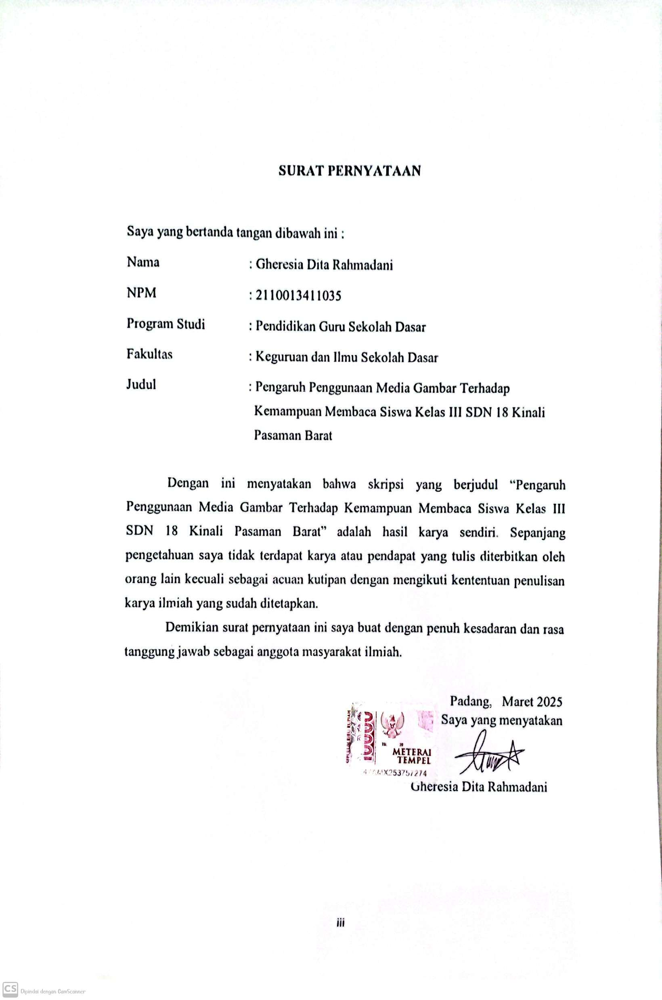 SURAT PERNYATAAN
Saya yang bertanda tangan dibawah ini :
Nama : Gheresia Dita Rahmadani
NPM : 2110013411035
Program Studi : Pendidikan Guru Sekolah Dasar
Fakultas : Keguruan dan Ilmu Sekolah Dasar
Judul : Pengaruh Penggunaan Media Gambar Terhadap
Kemampuan Membaca Siswa Kelas III SDN 18 Kinali
Pasaman Barat
Dengan ini menyatakan bahwa skripsi yang berjudul “Pengaruh
Penggunaan Media Gambar Terhadap Kemampuan Membaca Siswa Kelas III
SDN 18 Kinali Pasaman Barat” adalah hasil karya sendiri. Sepanjang
pengetahuan saya tidak terdapat karya atau pendapat yang tulis diterbitkan oleh
orang lain kecuali sebagai acuan kutipan dengan mengikuti kententuan penulisan
karya ilmiah yang sudah ditetapkan.
Demikian surat pernyataan ini saya buat dengan penuh kesadaran dan rasa
tanggung jawab sebagai anggota masyarakat ilmiah.
Padang, Maret 2025
Saya yang menyatakan
SEPULUH RIBU RUPIAH
10000
METERAI
TEMPEL
Gheresia Dita Rahmadani
iii
CS Dipindai dengan CamScanner